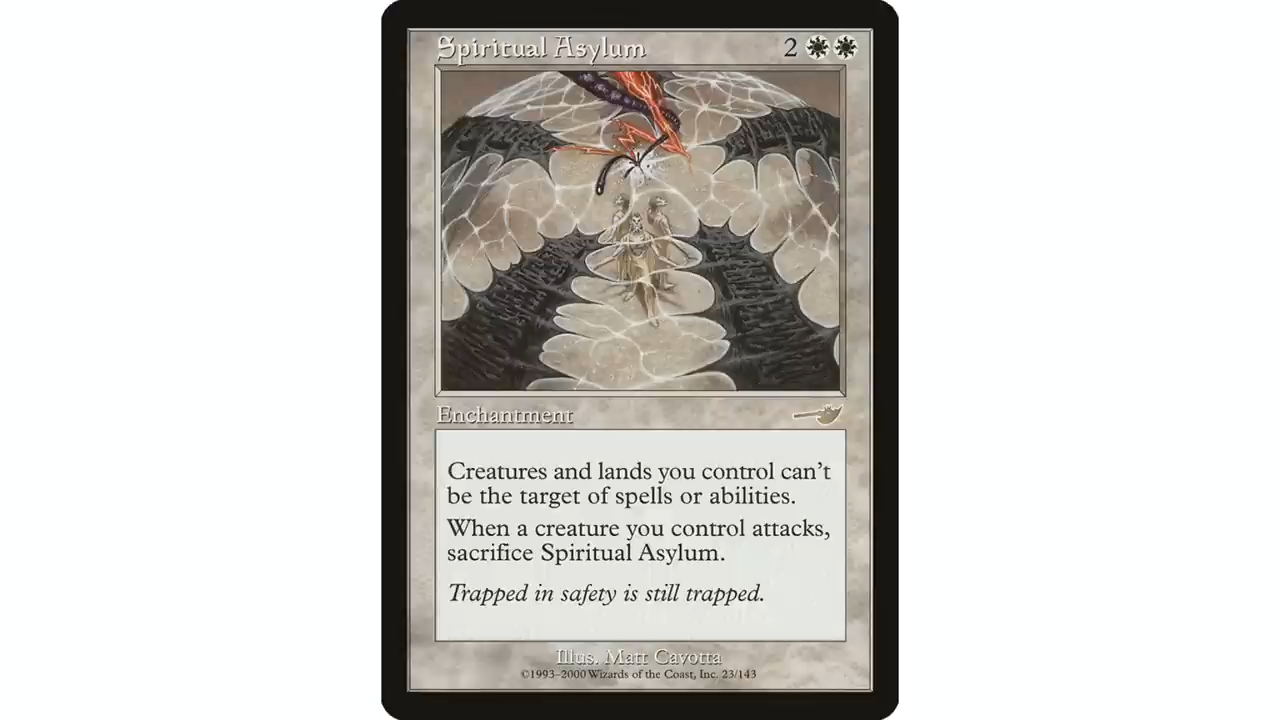 Spiritual Asylum 2
Enchantment
Creatures and lands you control can't
be the target of spells or abilities.
When a creature you control attacks,
sacrifice Spiritual Asylum.
Trapped in safety is still trapped.
Illus. Matt Cavotta
©1993–2000 Wizards of the Coast, Inc. 23/143